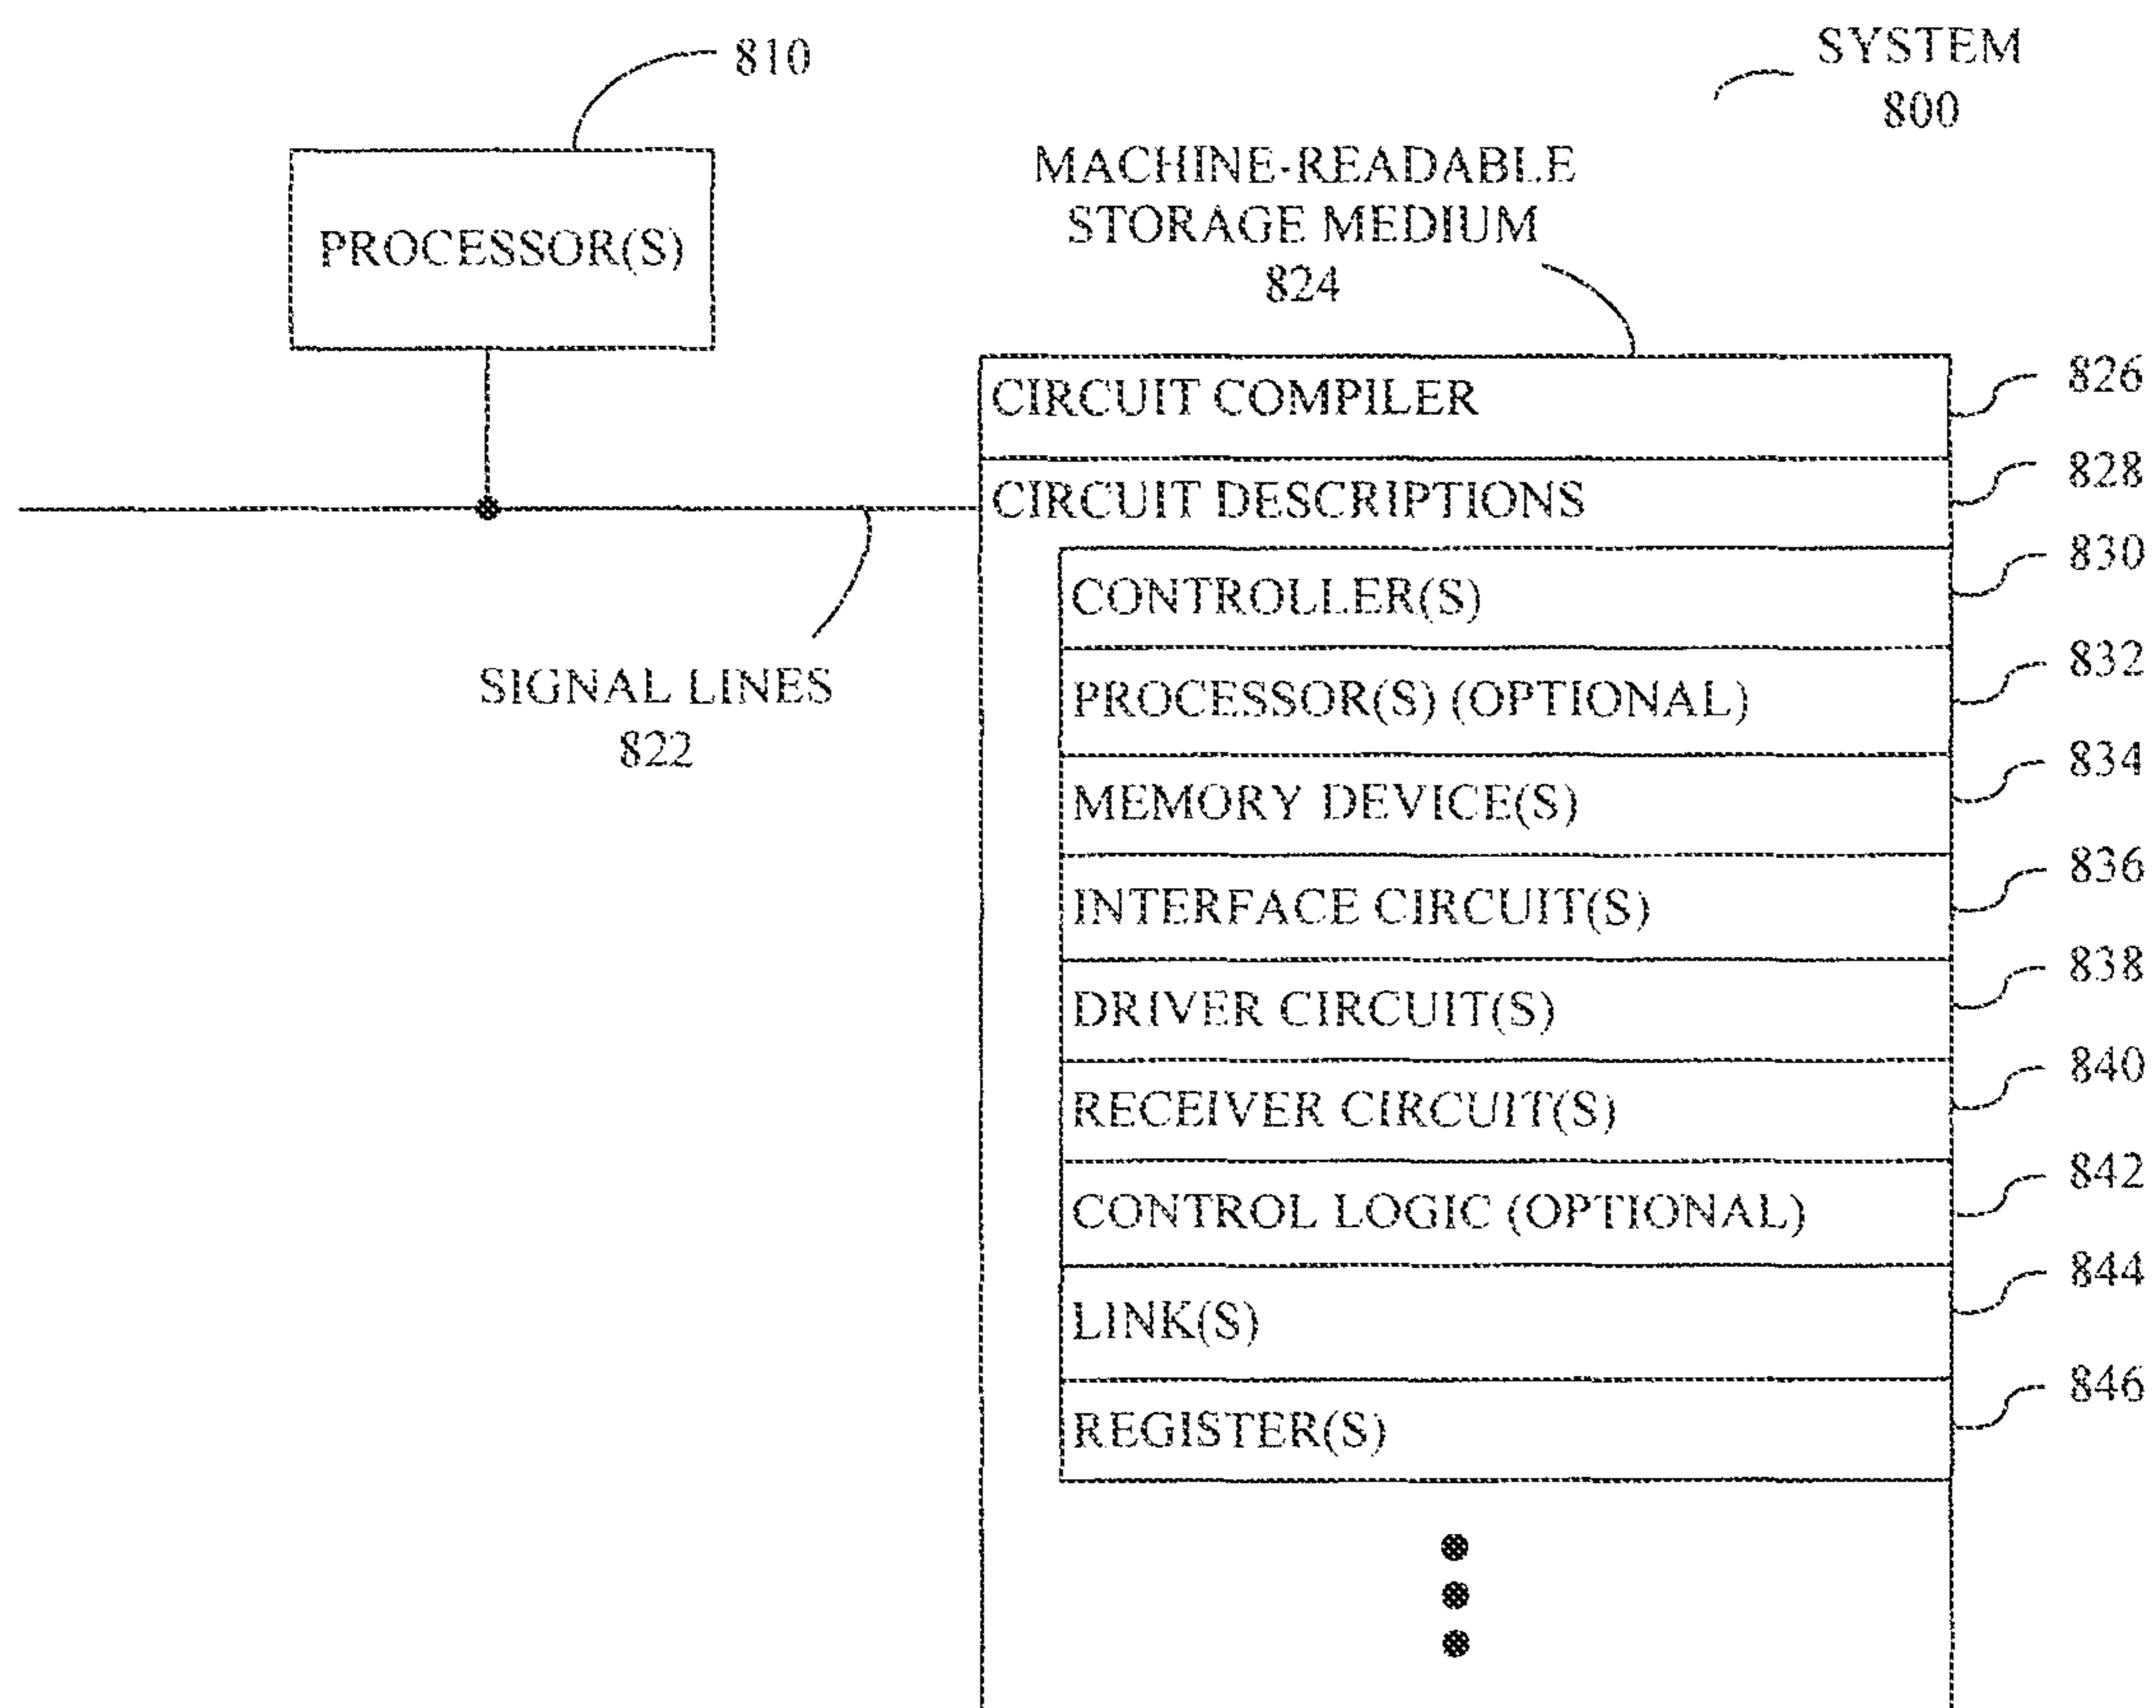 810
SYSTEM
800
PROCESSOR(S)
MACHINE-READABLE
STORAGE MEDIUM
824
SIGNAL LINES
822
CIRCUIT COMPILER
826
CIRCUIT DESCRIPTIONS
828
CONTROLLER(S)
830
PROCESSOR(S) (OPTIONAL)
832
MEMORY DEVICE(S)
834
INTERFACE CIRCUIT(S)
836
DRIVER CIRCUIT(S)
838
RECEIVER CIRCUIT(S)
840
CONTROL LOGIC (OPTIONAL)
842
LINK(S)
844
REGISTER(S)
846